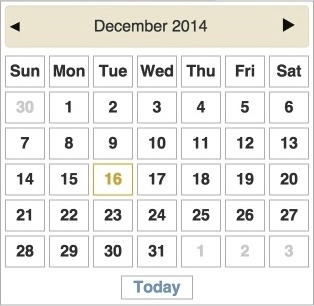 December 2014
Sun Mon Tue Wed Thu Fri Sat
30 1 2 3 4 5 6
7 8 9 10 11 12 13
14 15 16 17 18 19 20
21 22 23 24 25 26 27
28 29 30 31 1 2 3
Today